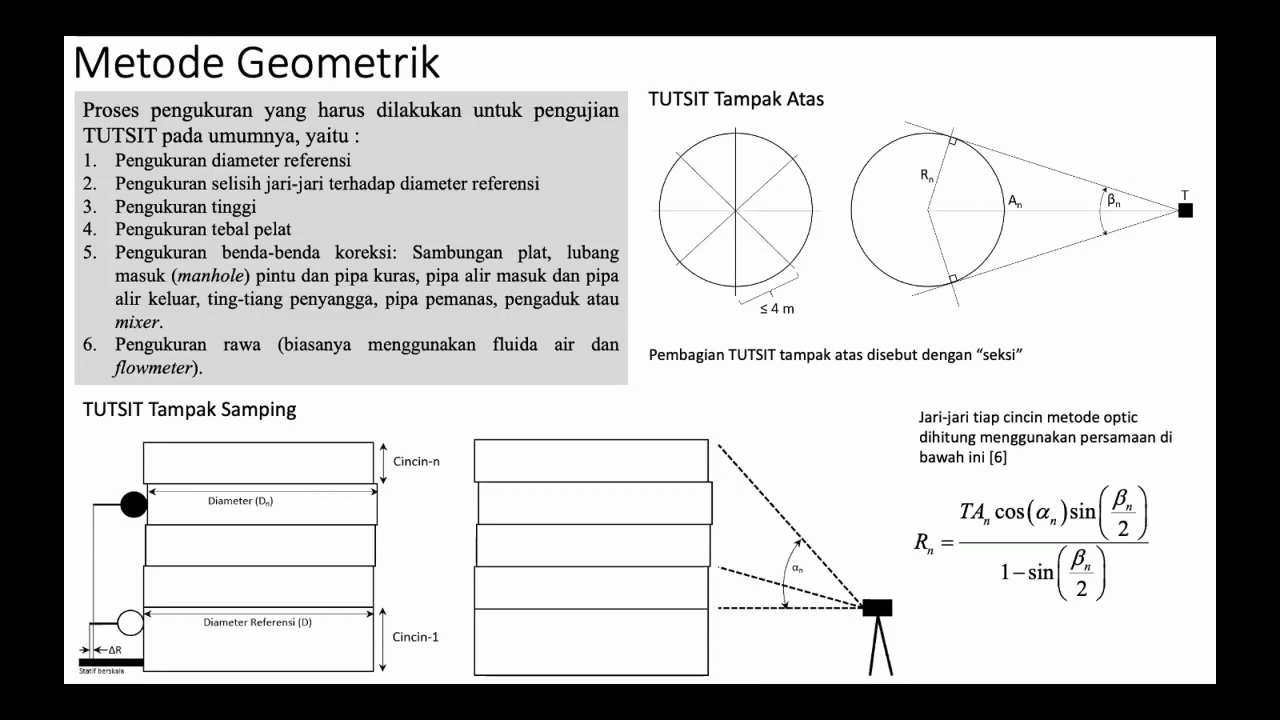 Metode Geometrik
Proses pengukuran yang harus dilakukan untuk pengujian
TUTSIT pada umumnya, yaitu :
1. Pengukuran diameter referensi
2. Pengukuran selisih jari-jari terhadap diameter referensi
3. Pengukuran tinggi
4. Pengukuran tebal pelat
5. Pengukuran benda-benda koreksi: Sambungan plat, lubang
masuk (manhole) pintu dan pipa kuras, pipa alir masuk dan pipa
alir keluar, ting-tiang penyangga, pipa pemanas, pengaduk atau
mixer.
6. Pengukuran rawa (biasanya menggunakan fluida air dan
flowmeter).
TUTSIT Tampak Atas
≤ 4 m
Rn
An
βn
T
Pembagian TUTSIT tampak atas disebut dengan “seksi”
TUTSIT Tampak Samping
Cincin-n
Diameter (Dn)
Diameter Referensi (D)
Cincin-1
ΔR
Statif berskala
αn
Jari-jari tiap cincin metode optic
dihitung menggunakan persamaan di
bawah ini [6]
Rn = TAn cos(αn) sin(βn/2) / 1 − sin(βn/2)